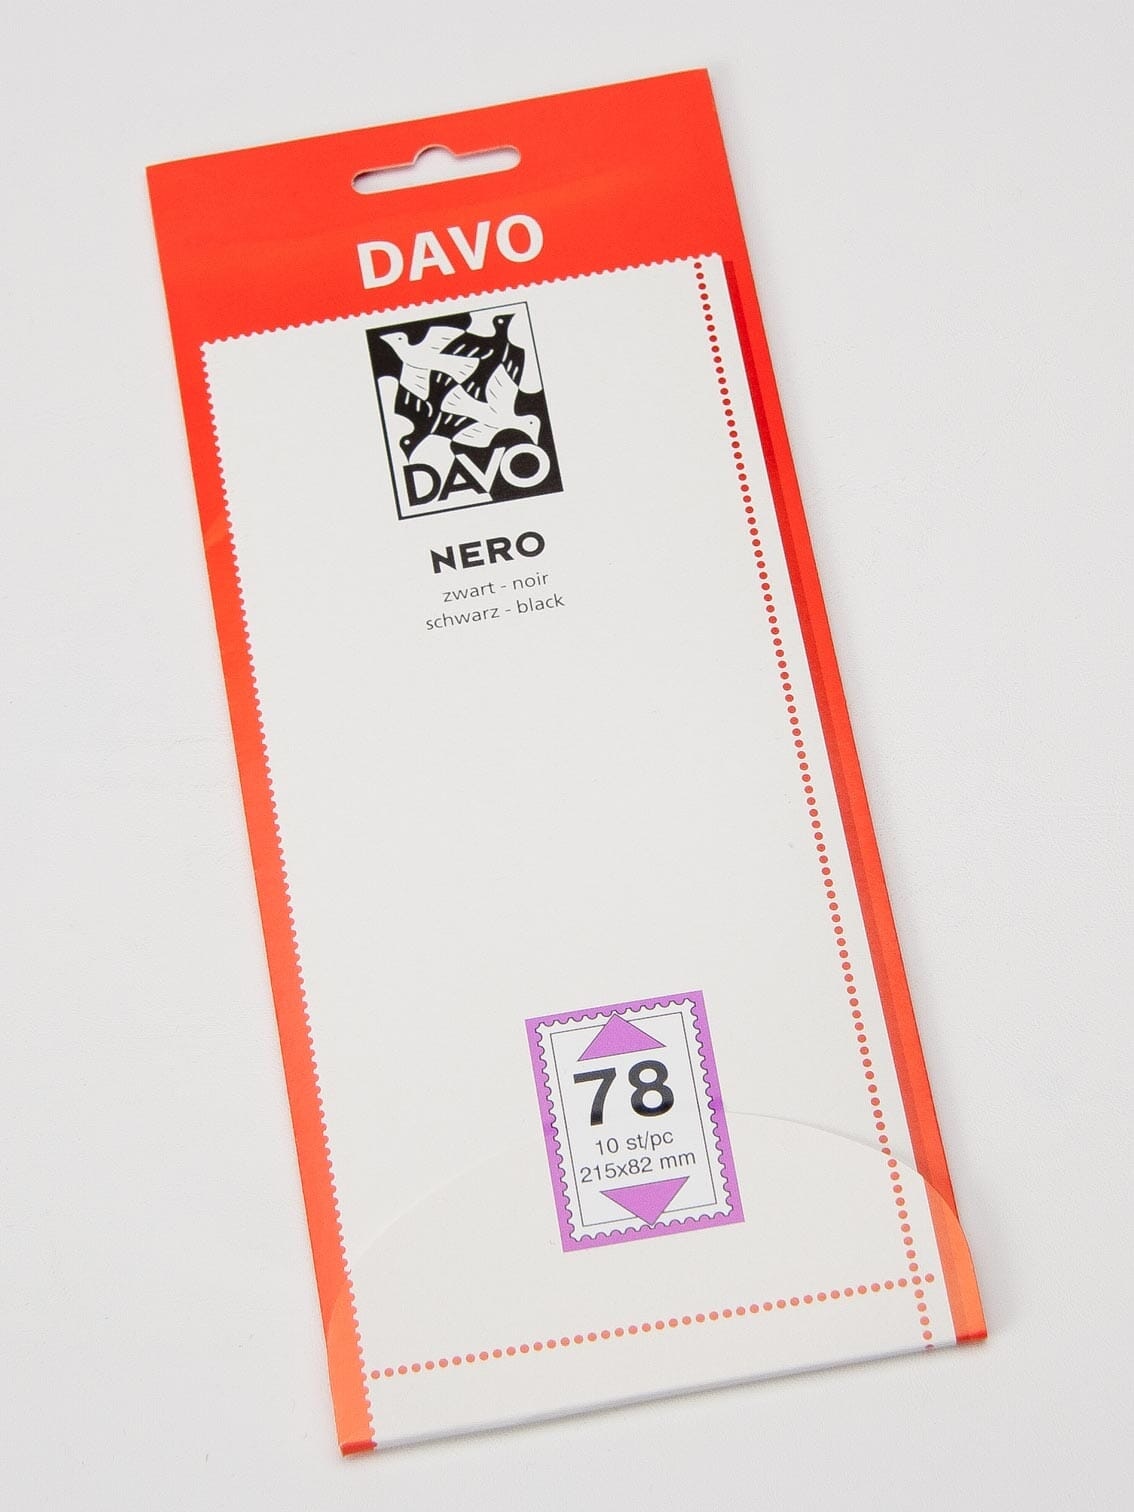 DAVO
DAVO
NERO
zwart - noir
schwarz - black
78
10 st/pc
215x82 mm